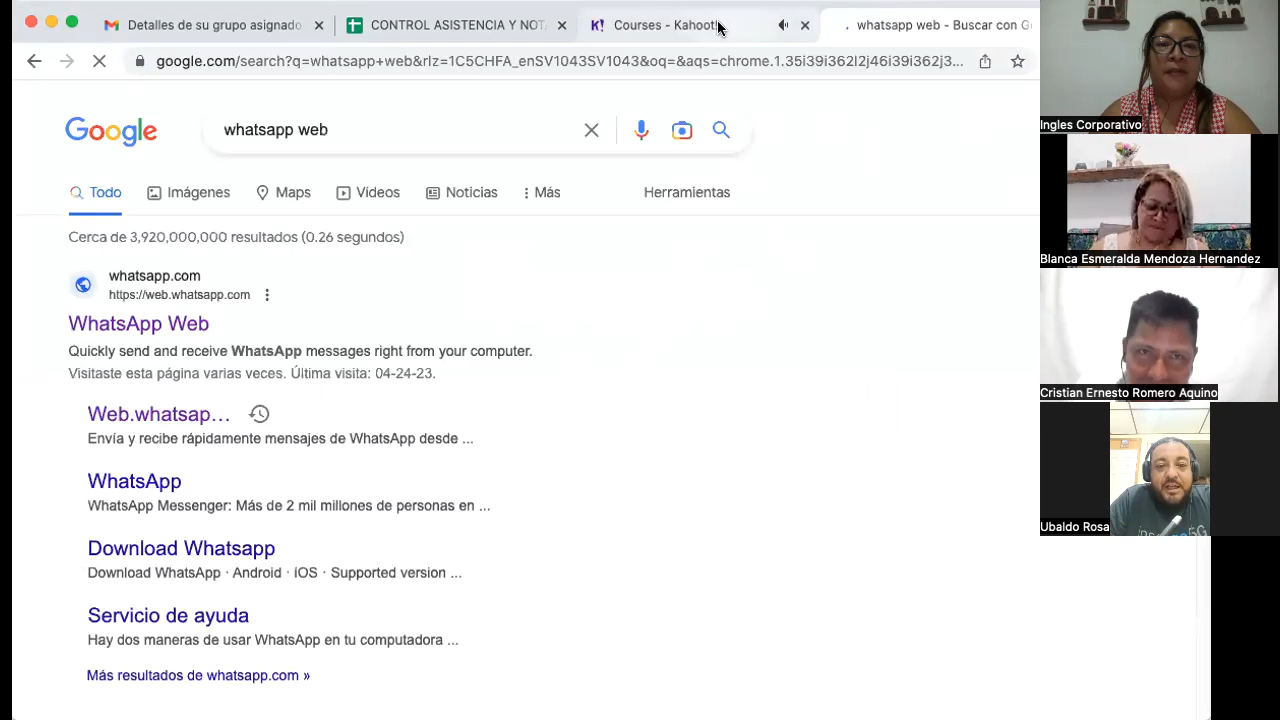 Detalles de su grupo asignado
CONTROL ASISTENCIA Y NOT
Courses - Kahoot!
whatsapp web - Buscar con G
google.com/search?q=whatsapp+web&rlz=1C5CHFA_enSV1043SV1043&oq=&aqs=chrome.1.35i39i362l2j46i39i362j3...
Google
whatsapp web
Todo
Imágenes
Maps
Videos
Noticias
Más
Herramientas
Cerca de 3,920,000,000 resultados (0.26 segundos)
whatsapp.com
https://web.whatsapp.com
WhatsApp Web
Quickly send and receive WhatsApp messages right from your computer.
Visitaste esta página varias veces. Última visita: 04-24-23.
Web.whatsap...
Envía y recibe rápidamente mensajes de WhatsApp desde ...
WhatsApp
WhatsApp Messenger: Más de 2 mil millones de personas en ...
Download Whatsapp
Download WhatsApp · Android · iOS · Supported version ...
Servicio de ayuda
Hay dos maneras de usar WhatsApp en tu computadora ...
Más resultados de whatsapp.com »
Ingles Corporativo
Blanca Esmeralda Mendoza Hernandez
Cristian Ernesto Romero Aquino
Ubaldo Rosa